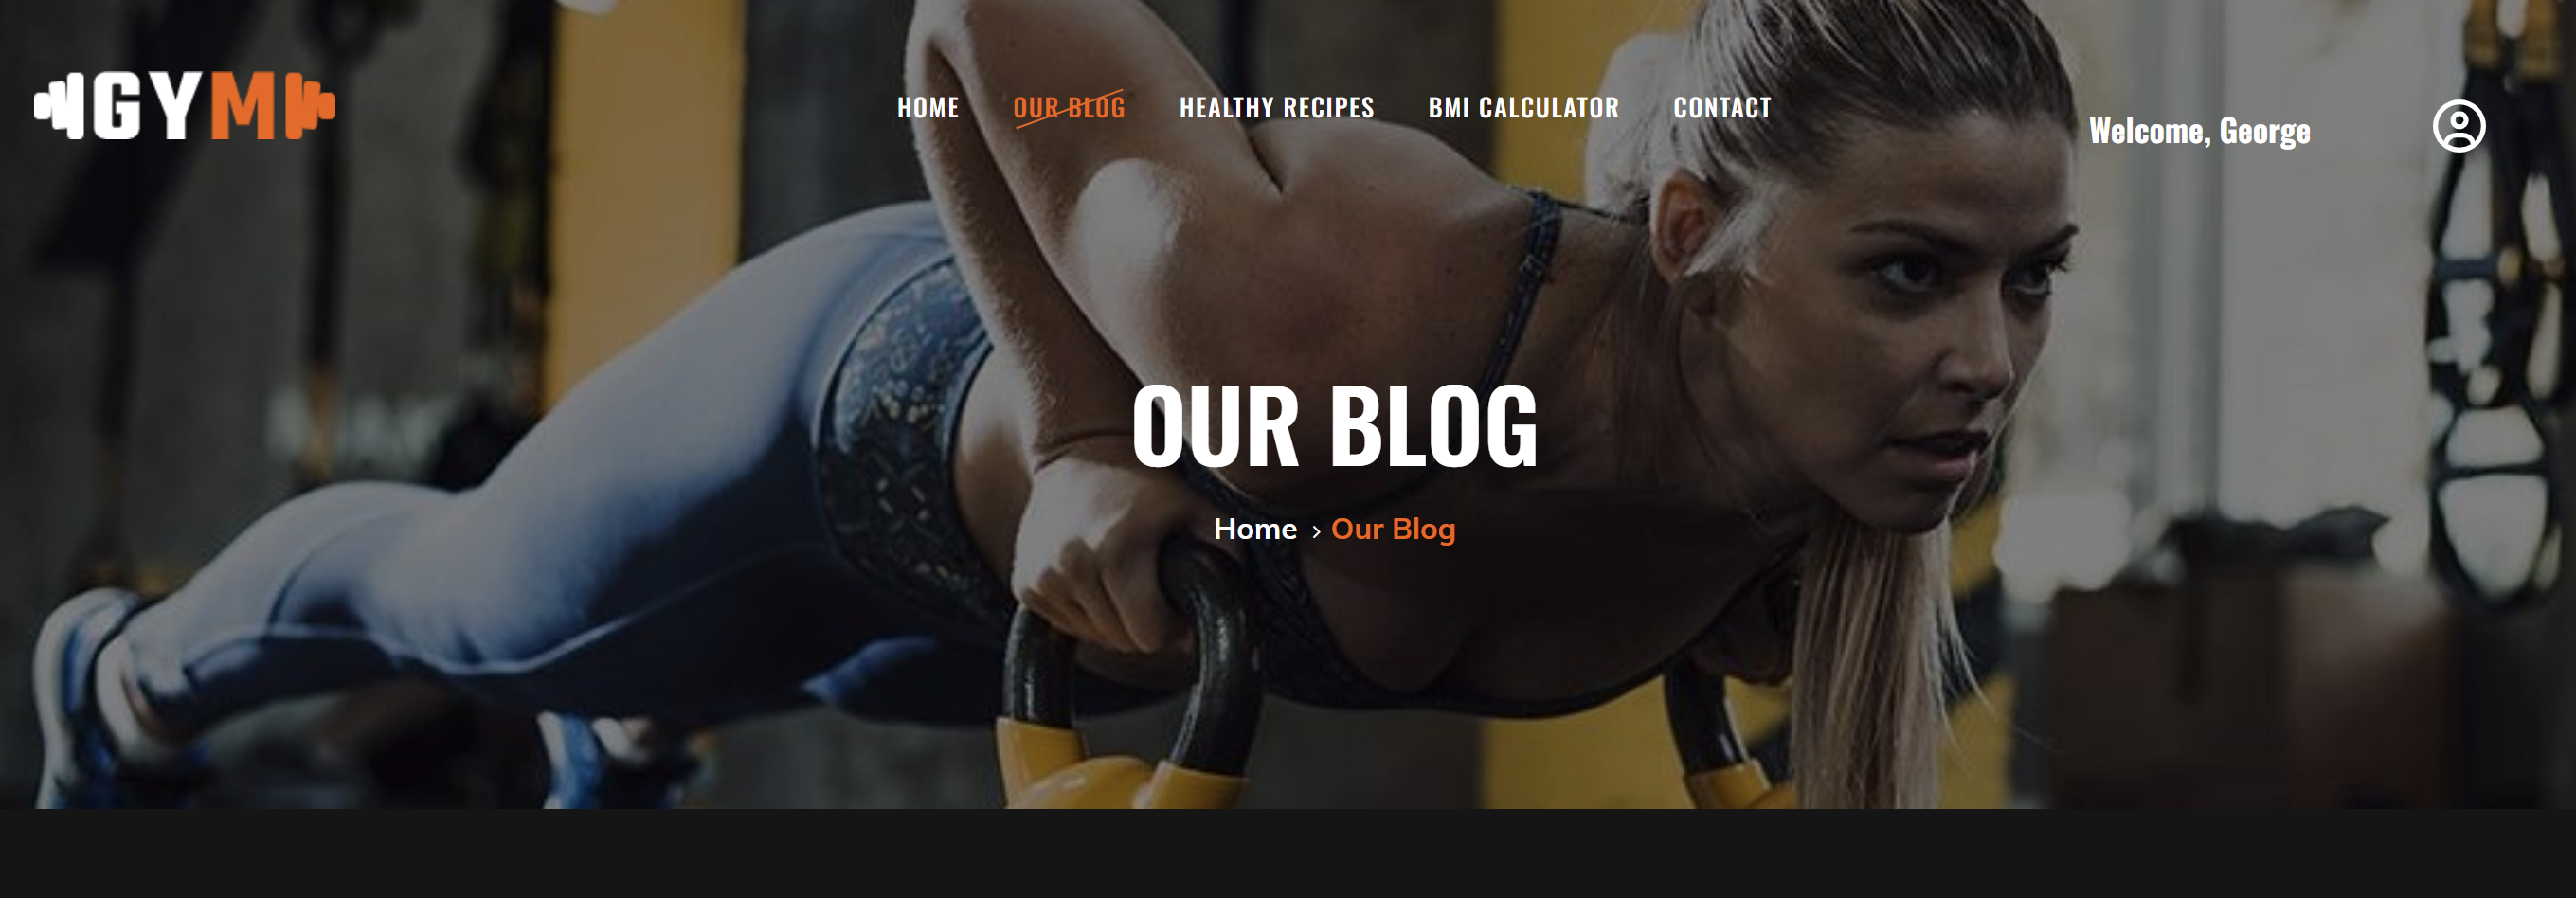 GYM
HOME OUR BLOG HEALTHY RECIPES BMI CALCULATOR CONTACT
Welcome, George
OUR BLOG
Home › Our Blog